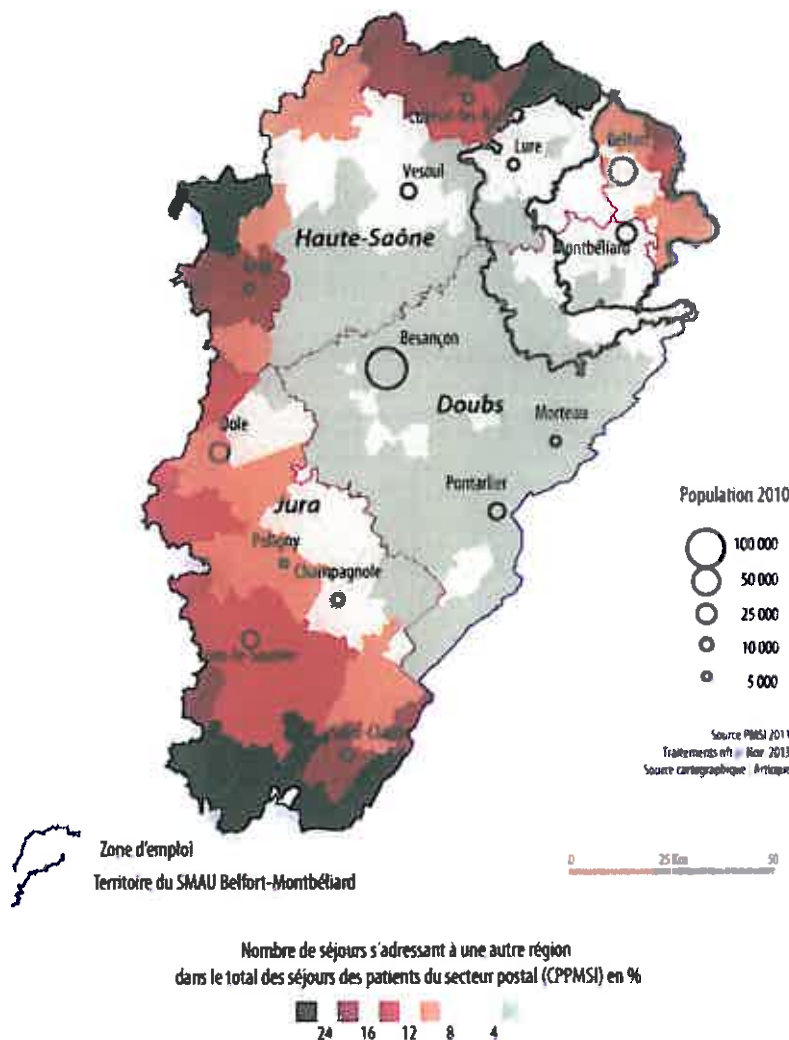 Lure
Belfort
Vesoul
Haute-Saône
Montbéliard
Besançon
Doubs
Morteau
Dole
Pontarlier
Jura
Poligny
Champagnole
Population 2010
100 000
50 000
25 000
10 000
5 000
Source PMSI 2011
Traitements
2013
Source cartographique Articque
Zone d'emploi
Territoire du SMAU Belfort-Montbéliard
0 25 Km 50
Nombre de séjours s'adressant à une autre région
dans le total des séjours des patients du secteur postal (CPPMSI) en %
24 16 12 8 4